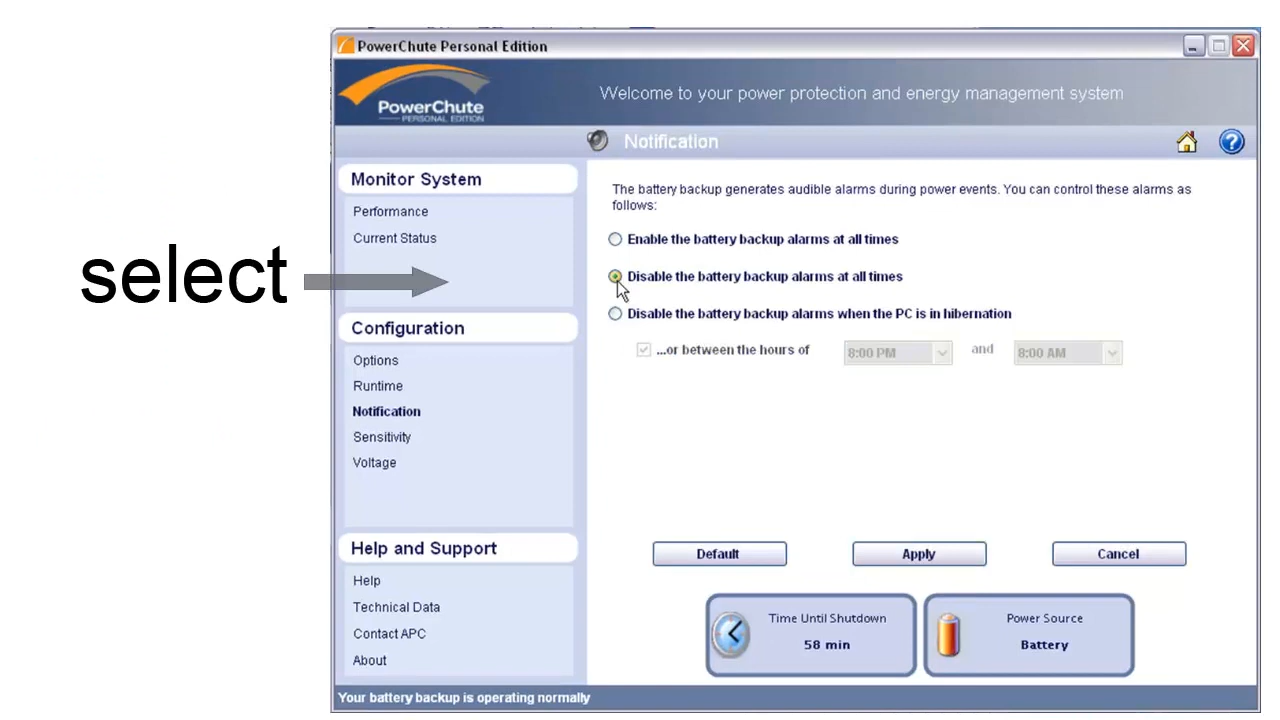 PowerChute Personal Edition
PowerChute
PERSONAL EDITION
Welcome to your power protection and energy management system
Notification
select
Monitor System
Performance
Current Status
Configuration
Options
Runtime
Notification
Sensitivity
Voltage
Help and Support
Help
Technical Data
Contact APC
About
The battery backup generates audible alarms during power events. You can control these alarms as
follows:
Enable the battery backup alarms at all times
Disable the battery backup alarms at all times
Disable the battery backup alarms when the PC is in hibernation
...or between the hours of 8:00 PM and 8:00 AM
Default Apply Cancel
Time Until Shutdown
58 min
Power Source
Battery
Your battery backup is operating normally